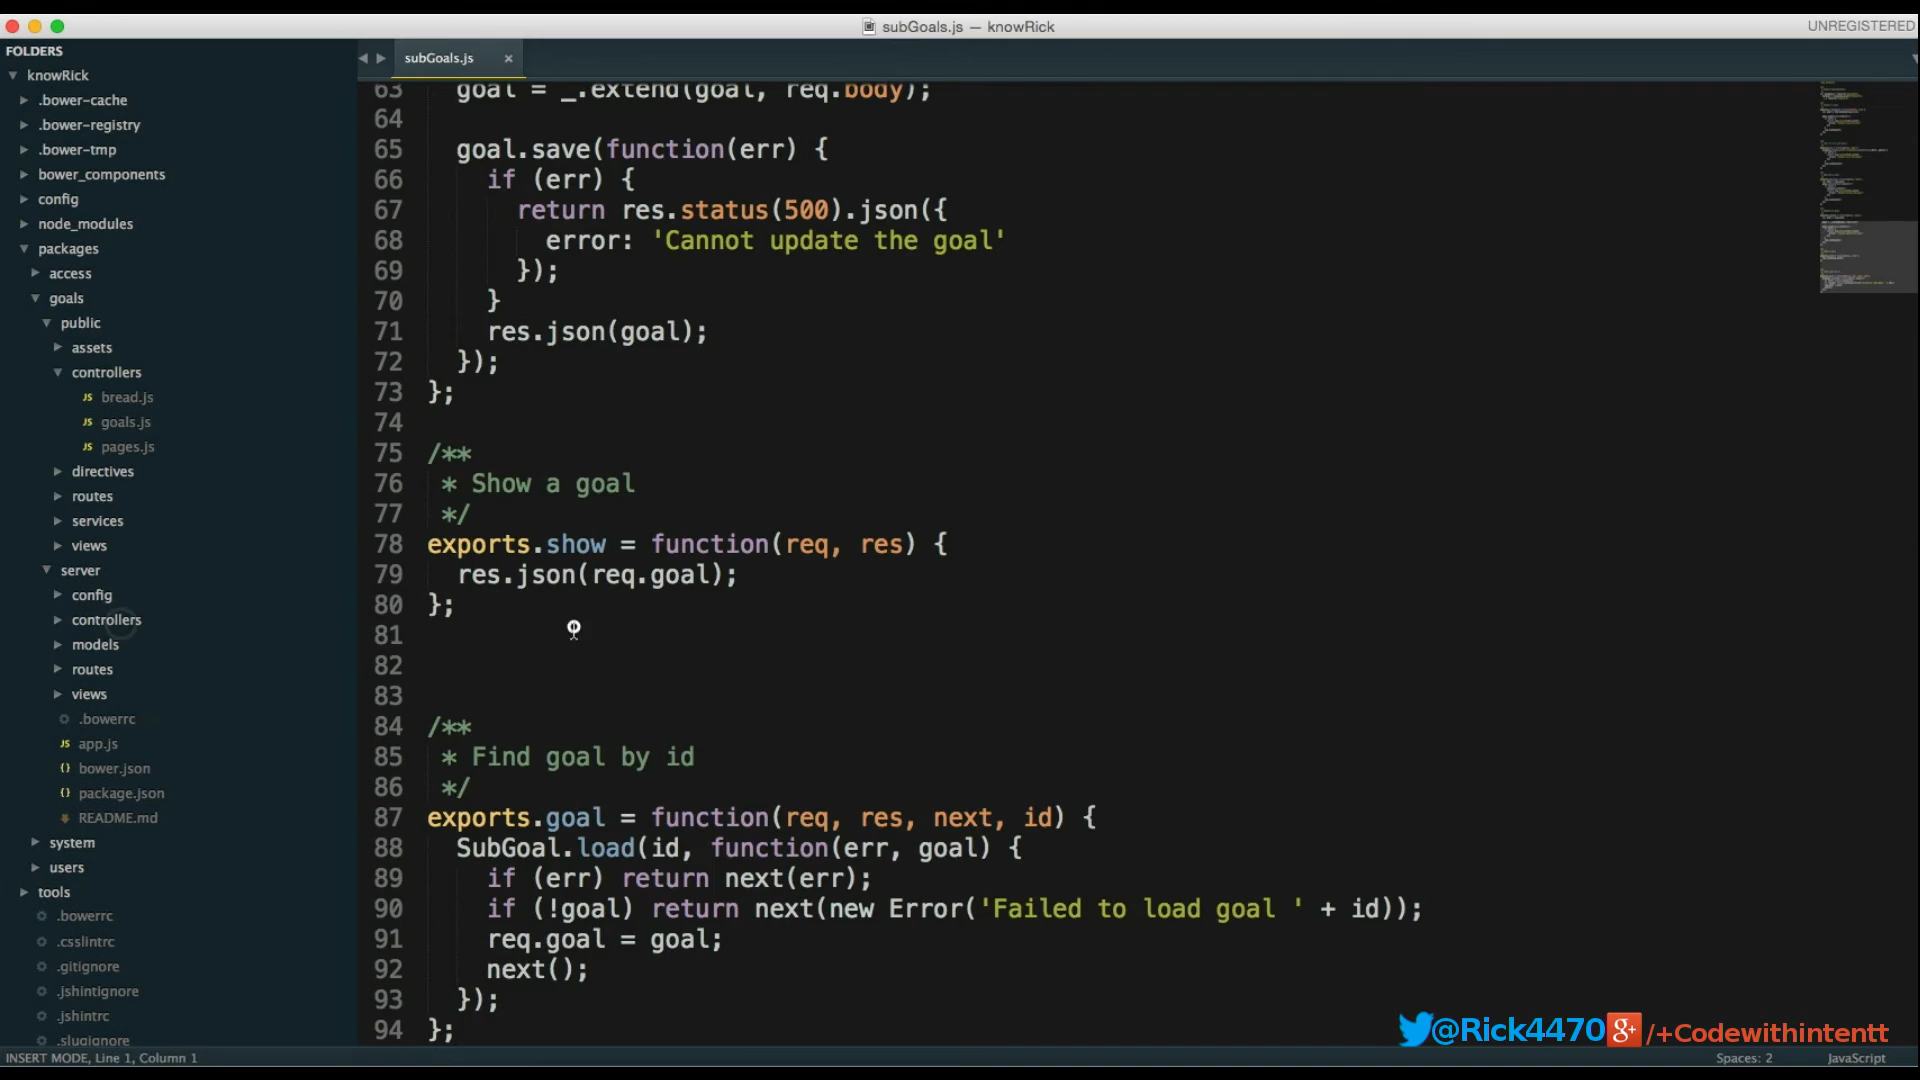 subGoals.js — knowRick
UNREGISTERED
FOLDERS
knowRick
.bower-cache
.bower-registry
.bower-tmp
bower_components
config
node_modules
packages
access
goals
public
assets
controllers
JS bread.js
JS goals.js
JS pages.js
directives
routes
services
views
server
config
controllers
models
routes
views
.bowerrc
JS app.js
{} bower.json
{} package.json
README.md
system
users
tools
.bowerrc
.csslintrc
.gitignore
.jshintignore
.jshintrc
.slugignore
subGoals.js ×
63 goal = _.extend(goal, req.body);
64
65 goal.save(function(err) {
66 if (err) {
67 return res.status(500).json({
68 error: 'Cannot update the goal'
69 });
70 }
71 res.json(goal);
72 });
73 };
74
75 /**
76 * Show a goal
77 */
78 exports.show = function(req, res) {
79 res.json(req.goal);
80 };
81
82
83
84 /**
85 * Find goal by id
86 */
87 exports.goal = function(req, res, next, id) {
88 SubGoal.load(id, function(err, goal) {
89 if (err) return next(err);
90 if (!goal) return next(new Error('Failed to load goal ' + id));
91 req.goal = goal;
92 next();
93 });
94 };
@Rick4470 g+ /+Codewithintentt
INSERT MODE, Line 1, Column 1
Spaces: 2
JavaScript